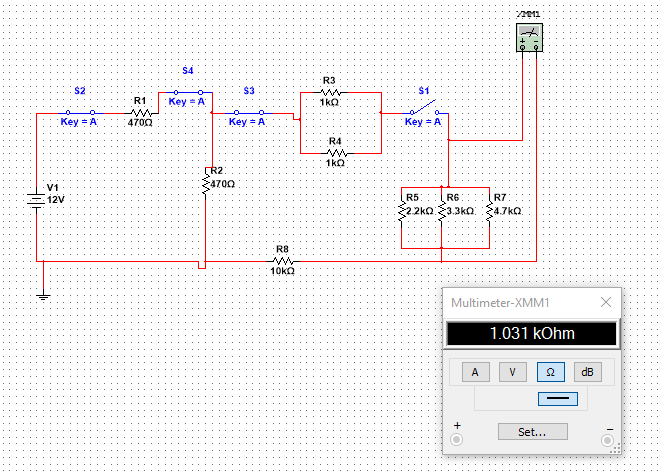 XMM1
S4
S2
R1
Key = A
S3
R3
S1
Key = A
470Ω
Key = A
1kΩ
Key = A
R4
1kΩ
R2
470Ω
V1
12V
R5
R6
R7
2.2kΩ
3.3kΩ
4.7kΩ
R8
10kΩ
Multimeter-XMM1
1.031 kOhm
A V Ω dB
+ Set... −